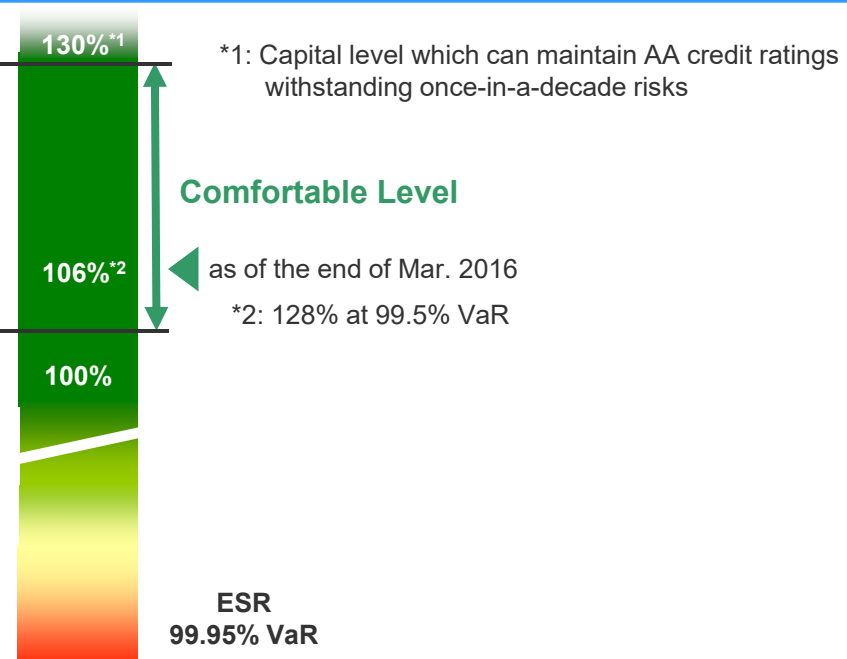 130%*1
*1: Capital level which can maintain AA credit ratings
withstanding once-in-a-decade risks
Comfortable Level
106%*2
as of the end of Mar. 2016
*2: 128% at 99.5% VaR
100%
ESR
99.95% VaR